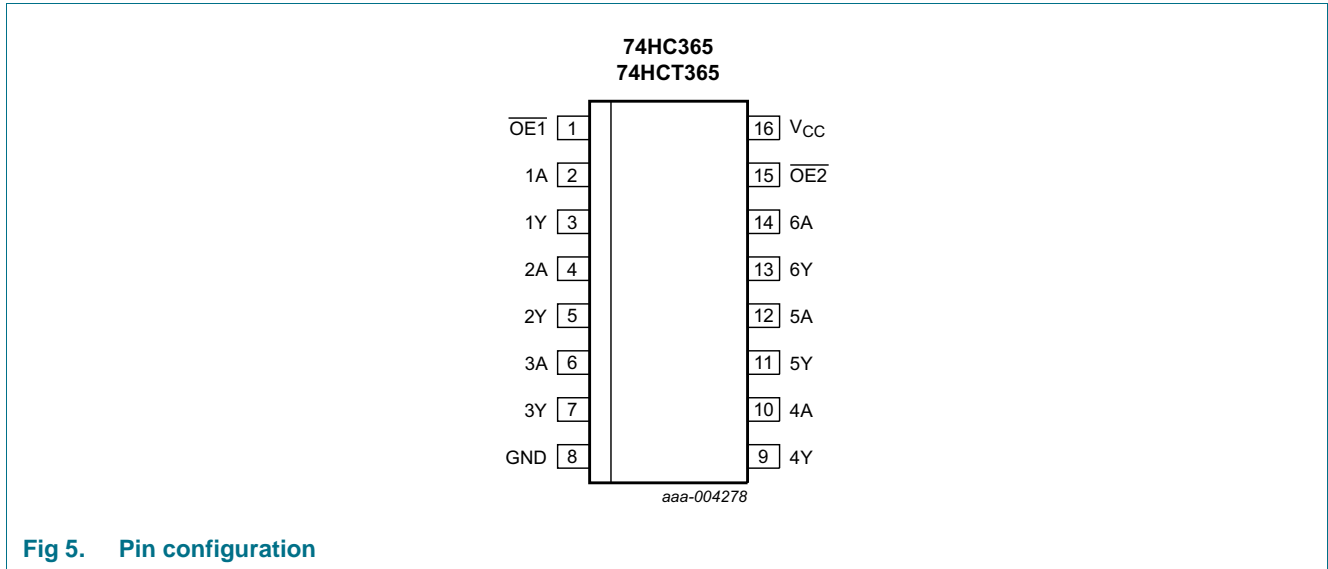 74HC365
74HCT365
OE1 1
16 VCC
1A 2
15 OE2
1Y 3
14 6A
2A 4
13 6Y
2Y 5
12 5A
3A 6
11 5Y
3Y 7
10 4A
GND 8
9 4Y
aaa-004278
Fig 5. Pin configuration